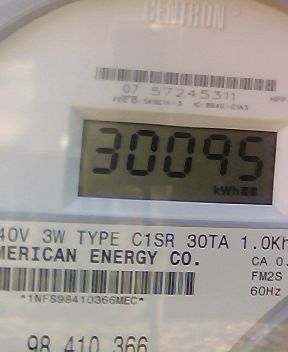 CENTRON®
07 57245311
30095
kWh
40V 3W TYPE C1SR 30TA 1.0Kh
MERICAN ENERGY CO.
CA 0.
FM2S
*1NFS98410366MEC*
60Hz
98 410 366